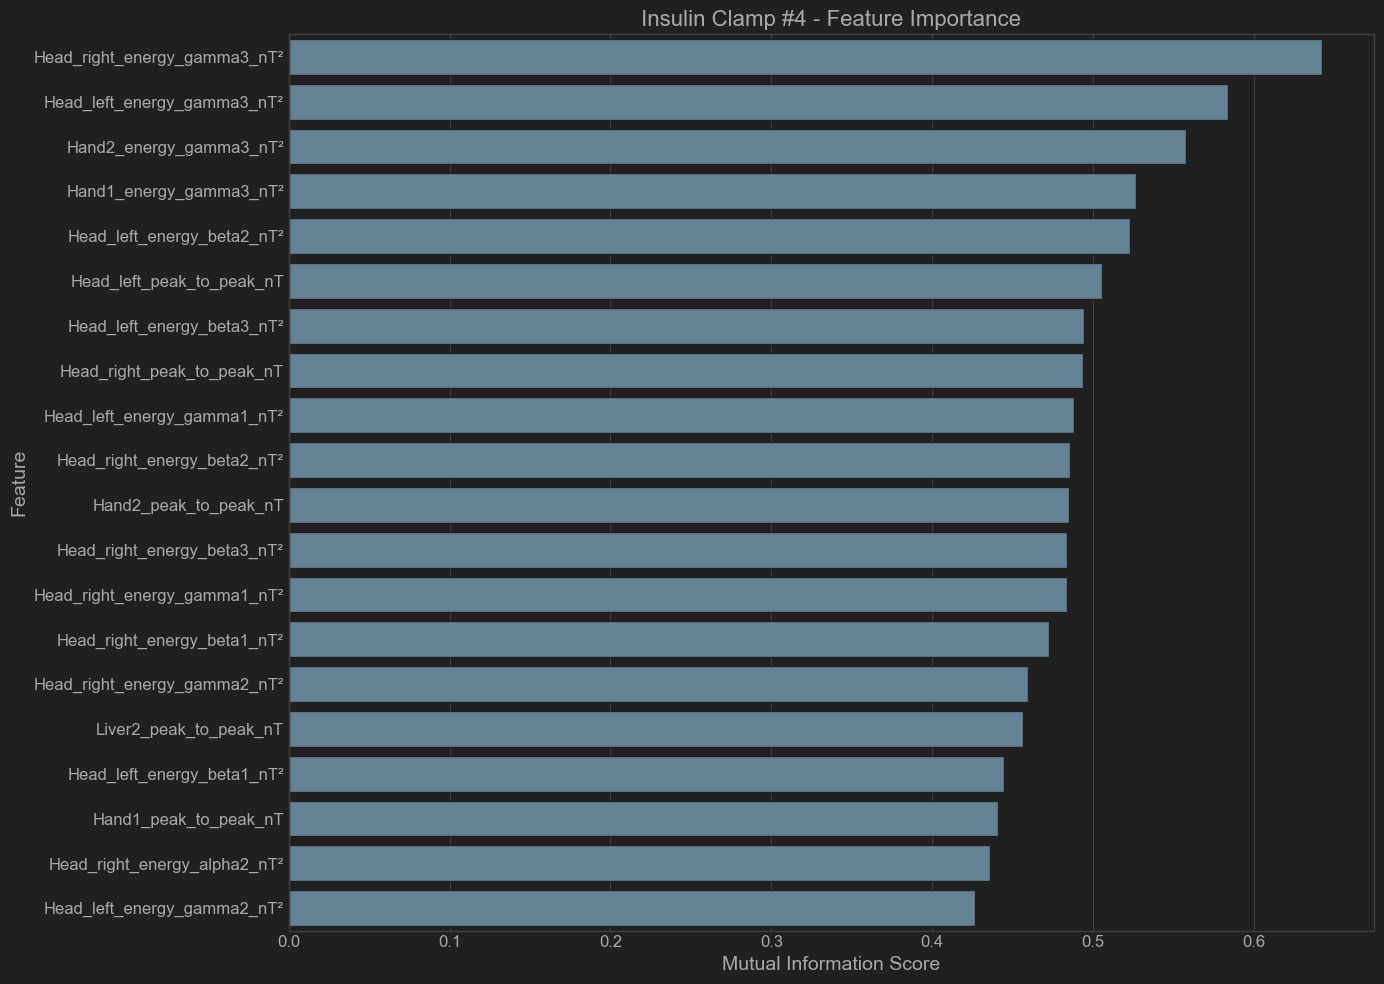 Insulin Clamp #4 - Feature Importance
Head_right_energy_gamma3_nT²
Head_left_energy_gamma3_nT²
Hand2_energy_gamma3_nT²
Hand1_energy_gamma3_nT²
Head_left_energy_beta2_nT²
Head_left_peak_to_peak_nT
Head_left_energy_beta3_nT²
Head_right_peak_to_peak_nT
Head_left_energy_gamma1_nT²
Head_right_energy_beta2_nT²
Hand2_peak_to_peak_nT
Head_right_energy_beta3_nT²
Head_right_energy_gamma1_nT²
Head_right_energy_beta1_nT²
Head_right_energy_gamma2_nT²
Liver2_peak_to_peak_nT
Head_left_energy_beta1_nT²
Hand1_peak_to_peak_nT
Head_right_energy_alpha2_nT²
Head_left_energy_gamma2_nT²
Feature
0.0 0.1 0.2 0.3 0.4 0.5 0.6
Mutual Information Score